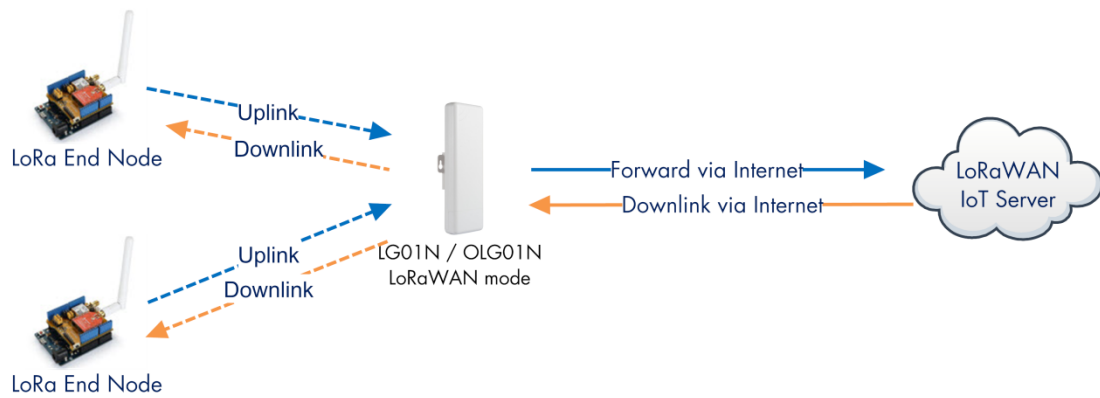 Uplink
Downlink
LoRa End Node
Forward via Internet
Downlink via Internet
LoRaWAN
IoT Server
LG01N / OLG01N
LoRaWAN mode
Uplink
Downlink
LoRa End Node